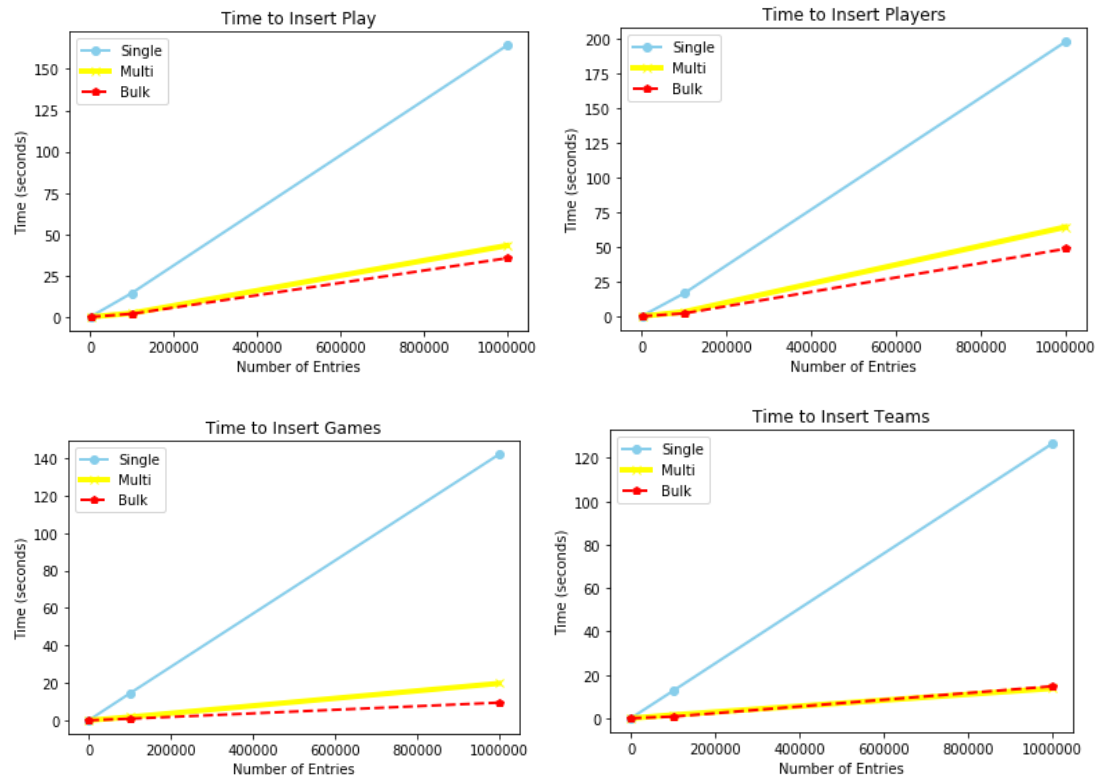 Time to Insert Play
Single
Multi
Bulk
150
125
100
75
50
25
0
Time (seconds)
0 200000 400000 600000 800000 1000000
Number of Entries
Time to Insert Players
Single
Multi
Bulk
200
175
150
125
100
75
50
25
0
Time (seconds)
0 200000 400000 600000 800000 1000000
Number of Entries
Time to Insert Games
Single
Multi
Bulk
140
120
100
80
60
40
20
0
Time (seconds)
0 200000 400000 600000 800000 1000000
Number of Entries
Time to Insert Teams
Single
Multi
Bulk
120
100
80
60
40
20
0
Time (seconds)
0 200000 400000 600000 800000 1000000
Number of Entries